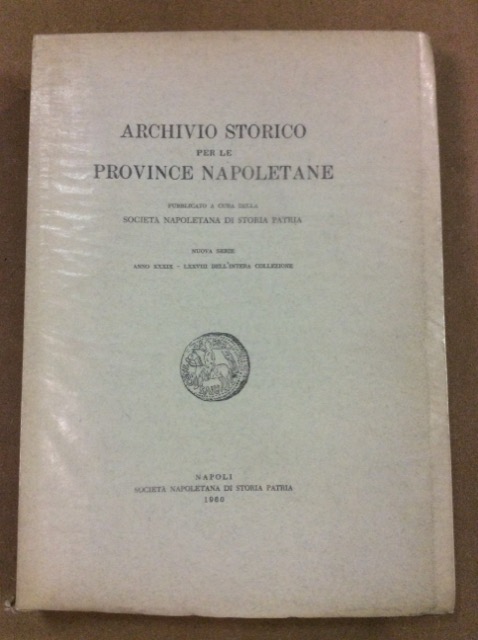 ARCHIVIO STORICO
PER LE
PROVINCE NAPOLETANE
PUBBLICATO A CURA DELLA
SOCIETÀ NAPOLETANA DI STORIA PATRIA
NUOVA SERIE
ANNO XXXIX - LXXVIII DELL'INTERA COLLEZIONE
NAPOLI
SOCIETÀ NAPOLETANA DI STORIA PATRIA